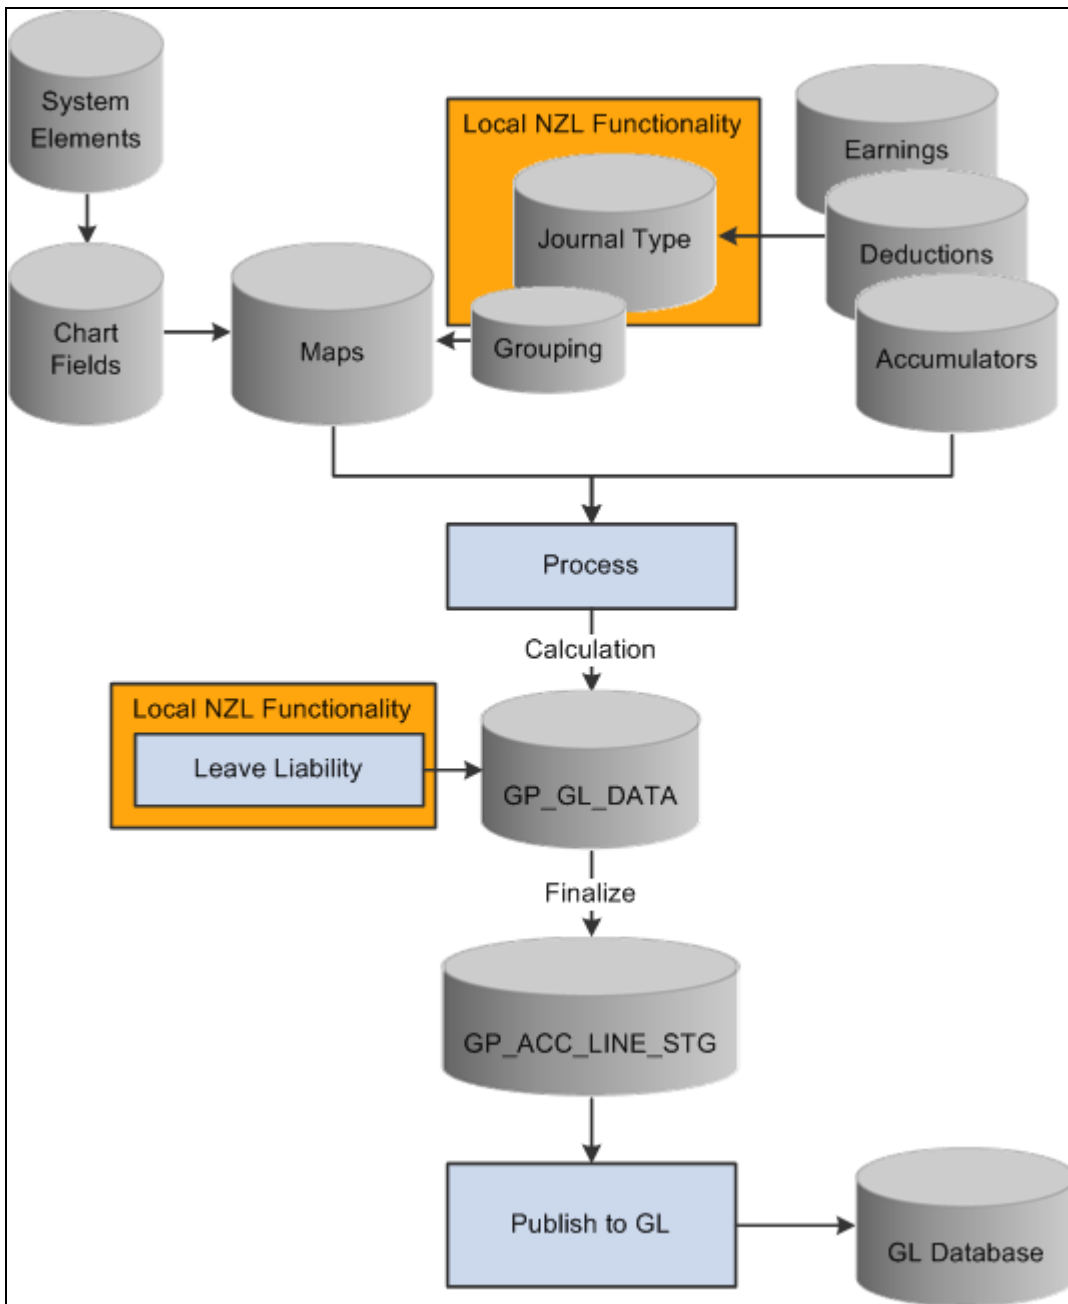 System
Elements
Local NZL Functionality
Earnings
Journal Type
Deductions
Chart
Fields
Maps
Grouping
Accumulators
Process
Calculation
Local NZL Functionality
Leave Liability
GP_GL_DATA
Finalize
GP_ACC_LINE_STG
Publish to GL
GL Database